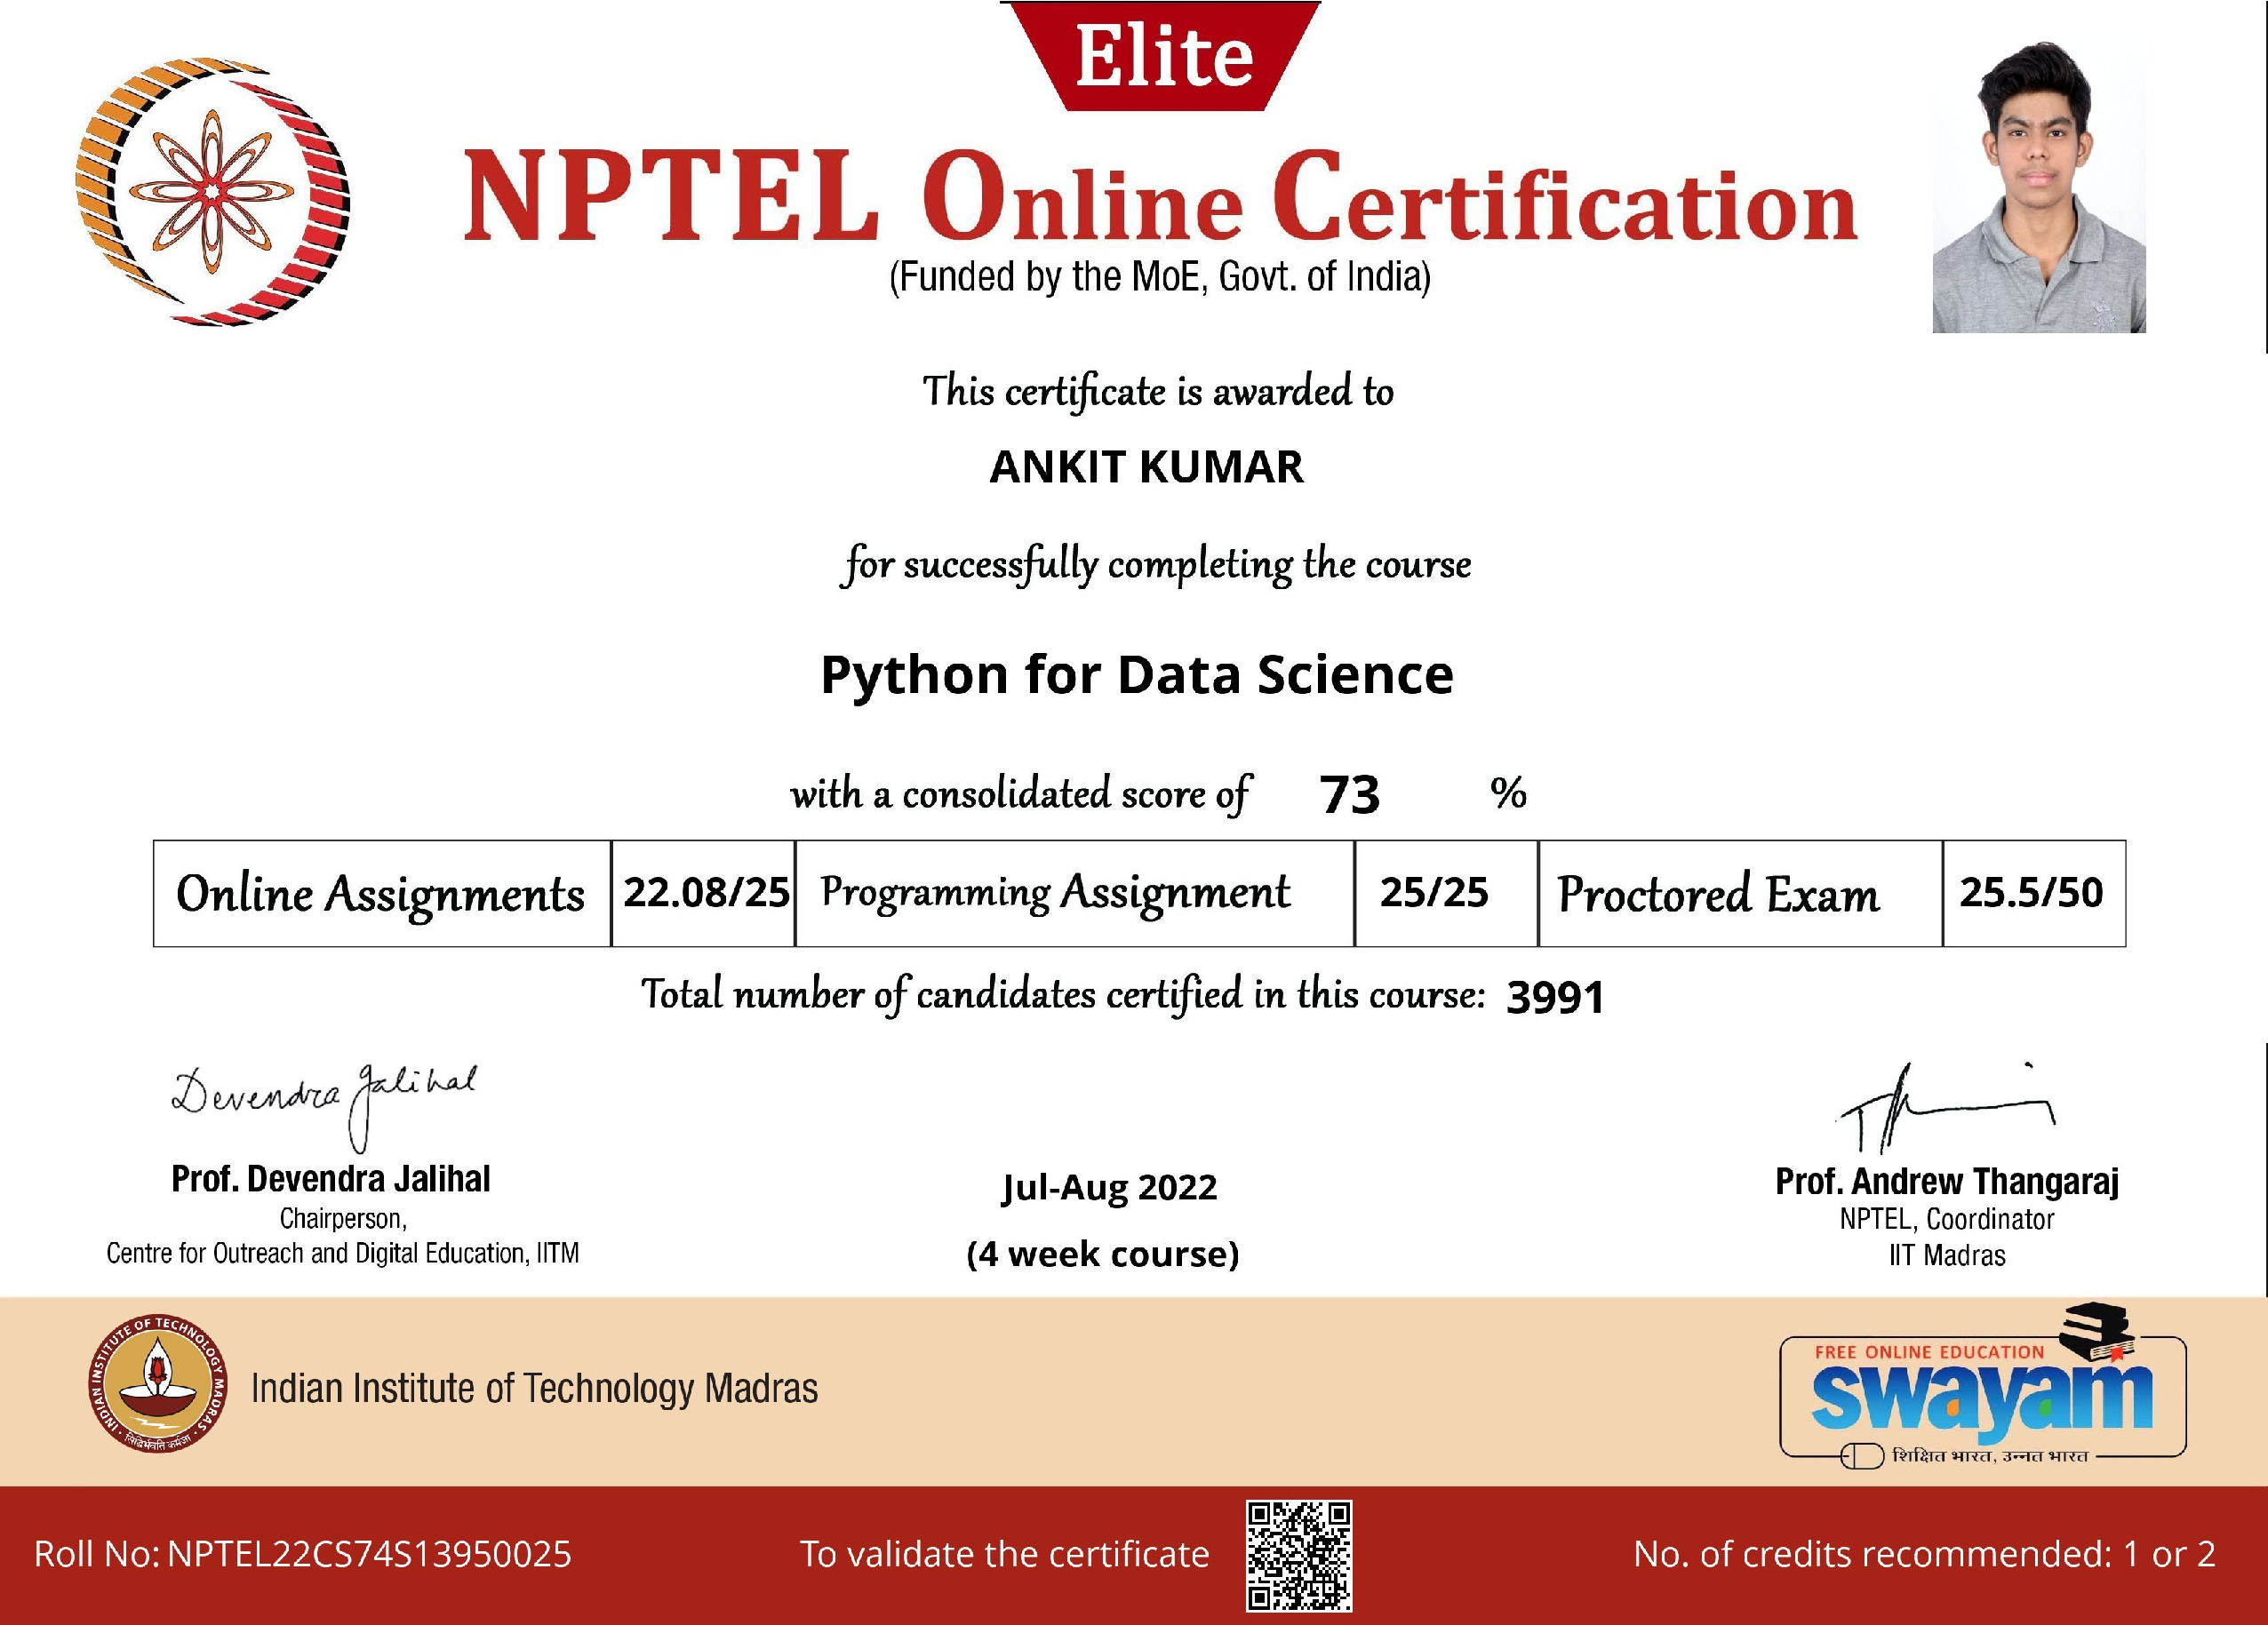 Elite
NPTEL Online Certification
(Funded by the MoE, Govt. of India)
This certificate is awarded to
ANKIT KUMAR
for successfully completing the course
Python for Data Science
with a consolidated score of 73 %
Online Assignments 22.08/25 Programming Assignment 25/25 Proctored Exam 25.5/50
Total number of candidates certified in this course: 3991
Devendra Jalihal
Prof. Devendra Jalihal
Chairperson,
Centre for Outreach and Digital Education, IITM
Jul-Aug 2022
(4 week course)
Prof. Andrew Thangaraj
NPTEL, Coordinator
IIT Madras
INDIAN INSTITUTE OF TECHNOLOGY MADRAS
सिद्धिर्भवति कर्मजा
Indian Institute of Technology Madras
FREE ONLINE EDUCATION
swayam
शिक्षित भारत, उन्नत भारत
Roll No: NPTEL22CS74S13950025
To validate the certificate
No. of credits recommended: 1 or 2